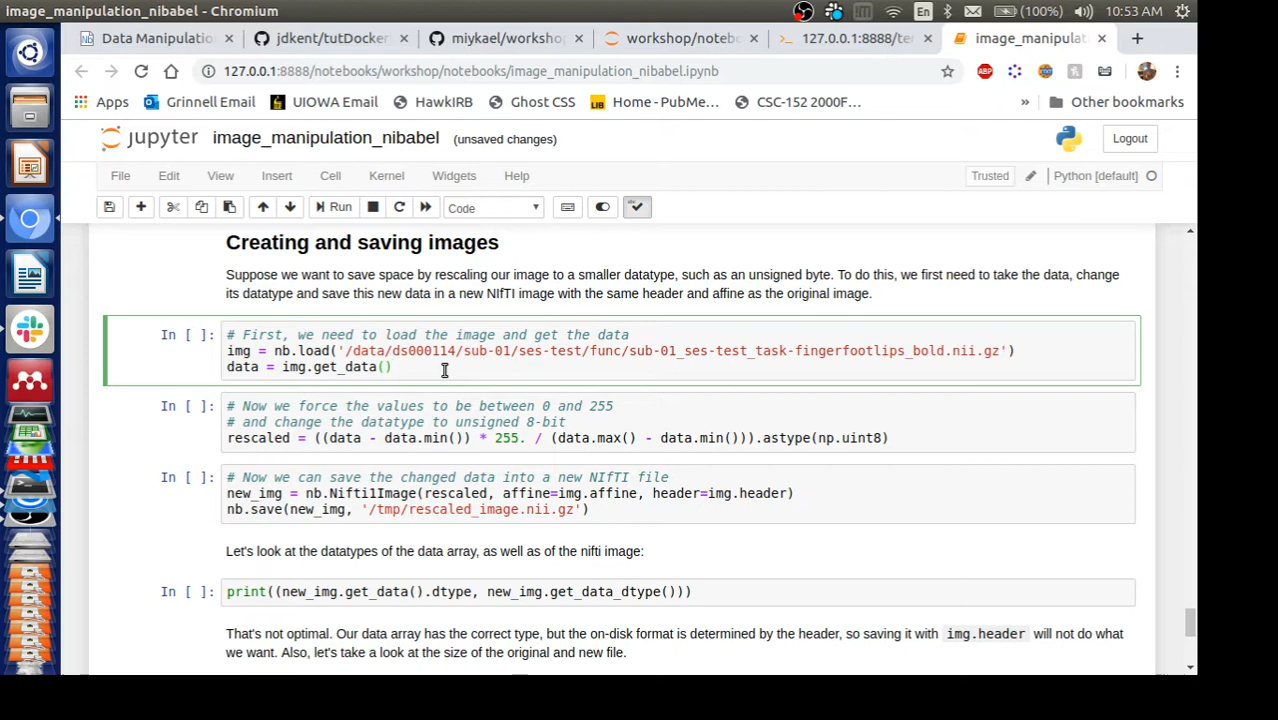 image_manipulation_nibabel - Chromium
En (100%) 10:53 AM
Data Manipulatio
jdkent/tutDocker
miykael/worksho
workshop/noteb
127.0.0.1:8888/te
image_manipulat
127.0.0.1:8888/notebooks/workshop/notebooks/image_manipulation_nibabel.ipynb
ABP
Apps Grinnell Email UIOWA Email HawkIRB Ghost CSS Home - PubMe... CSC-152 2000F... » Other bookmarks
jupyter image_manipulation_nibabel (unsaved changes) Logout
File Edit View Insert Cell Kernel Widgets Help Trusted Python [default]
Run Code
Creating and saving images
Suppose we want to save space by rescaling our image to a smaller datatype, such as an unsigned byte. To do this, we first need to take the data, change
its datatype and save this new data in a new NIfTI image with the same header and affine as the original image.
In [ ]: # First, we need to load the image and get the data
img = nb.load('/data/ds000114/sub-01/ses-test/func/sub-01_ses-test_task-fingerfootlips_bold.nii.gz')
data = img.get_data()
In [ ]: # Now we force the values to be between 0 and 255
# and change the datatype to unsigned 8-bit
rescaled = ((data - data.min()) * 255. / (data.max() - data.min())).astype(np.uint8)
In [ ]: # Now we can save the changed data into a new NIfTI file
new_img = nb.Nifti1Image(rescaled, affine=img.affine, header=img.header)
nb.save(new_img, '/tmp/rescaled_image.nii.gz')
Let's look at the datatypes of the data array, as well as of the nifti image:
In [ ]: print((new_img.get_data().dtype, new_img.get_data_dtype()))
That's not optimal. Our data array has the correct type, but the on-disk format is determined by the header, so saving it with img.header will not do what
we want. Also, let's take a look at the size of the original and new file.